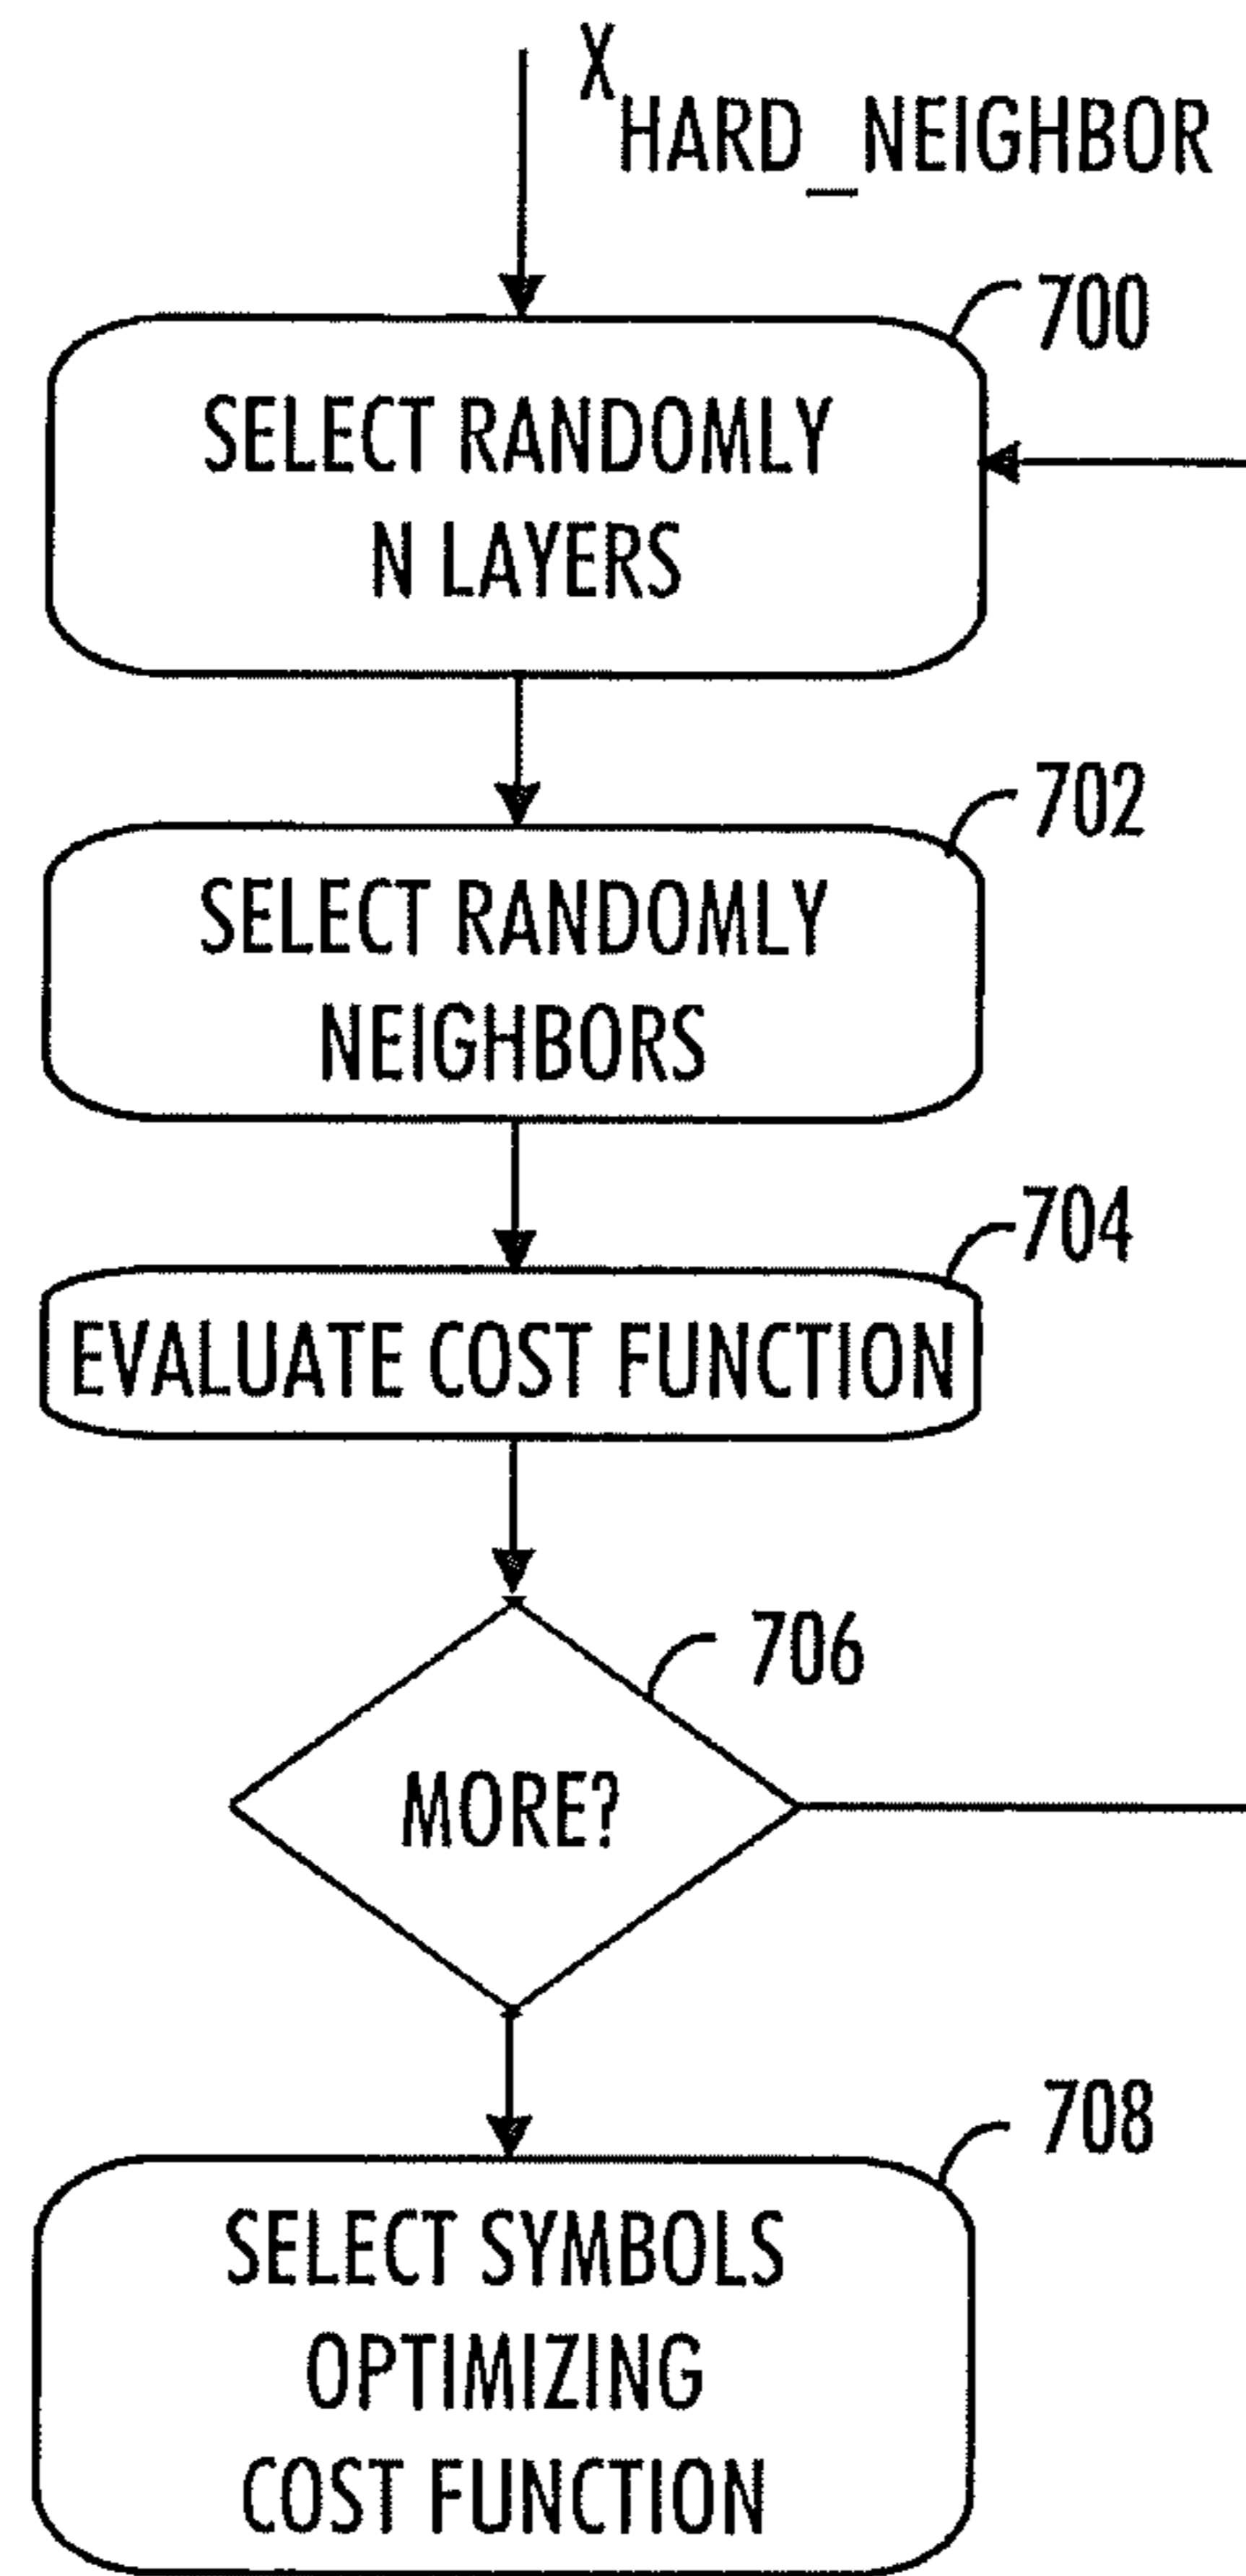 X
HARD_NEIGHBOR
700
SELECT RANDOMLY
N LAYERS
702
SELECT RANDOMLY
NEIGHBORS
704
EVALUATE COST FUNCTION
706
MORE?
708
SELECT SYMBOLS
OPTIMIZING
COST FUNCTION